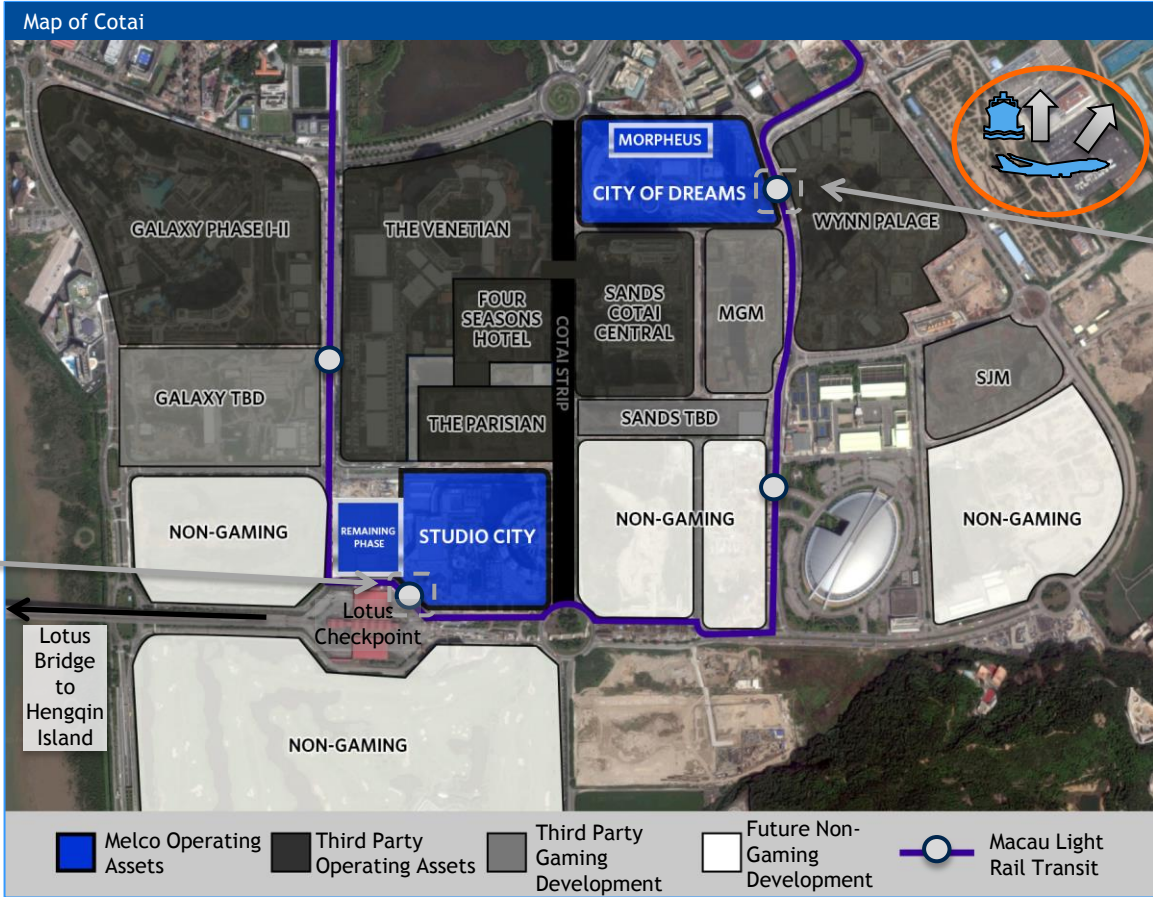 Map of Cotai
MORPHEUS
CITY OF DREAMS
GALAXY PHASE I-II
THE VENETIAN
WYNN PALACE
FOUR
SEASONS
HOTEL
SANDS
COTAI
CENTRAL
MGM
COTAI STRIP
SJM
GALAXY TBD
THE PARISIAN
SANDS TBD
NON-GAMING
REMAINING
PHASE
STUDIO CITY
NON-GAMING
NON-GAMING
Lotus
Checkpoint
Lotus
Bridge
to
Hengqin
Island
NON-GAMING
Melco Operating
Assets
Third Party
Operating Assets
Third Party
Gaming
Development
Future Non-
Gaming
Development
Macau Light
Rail Transit